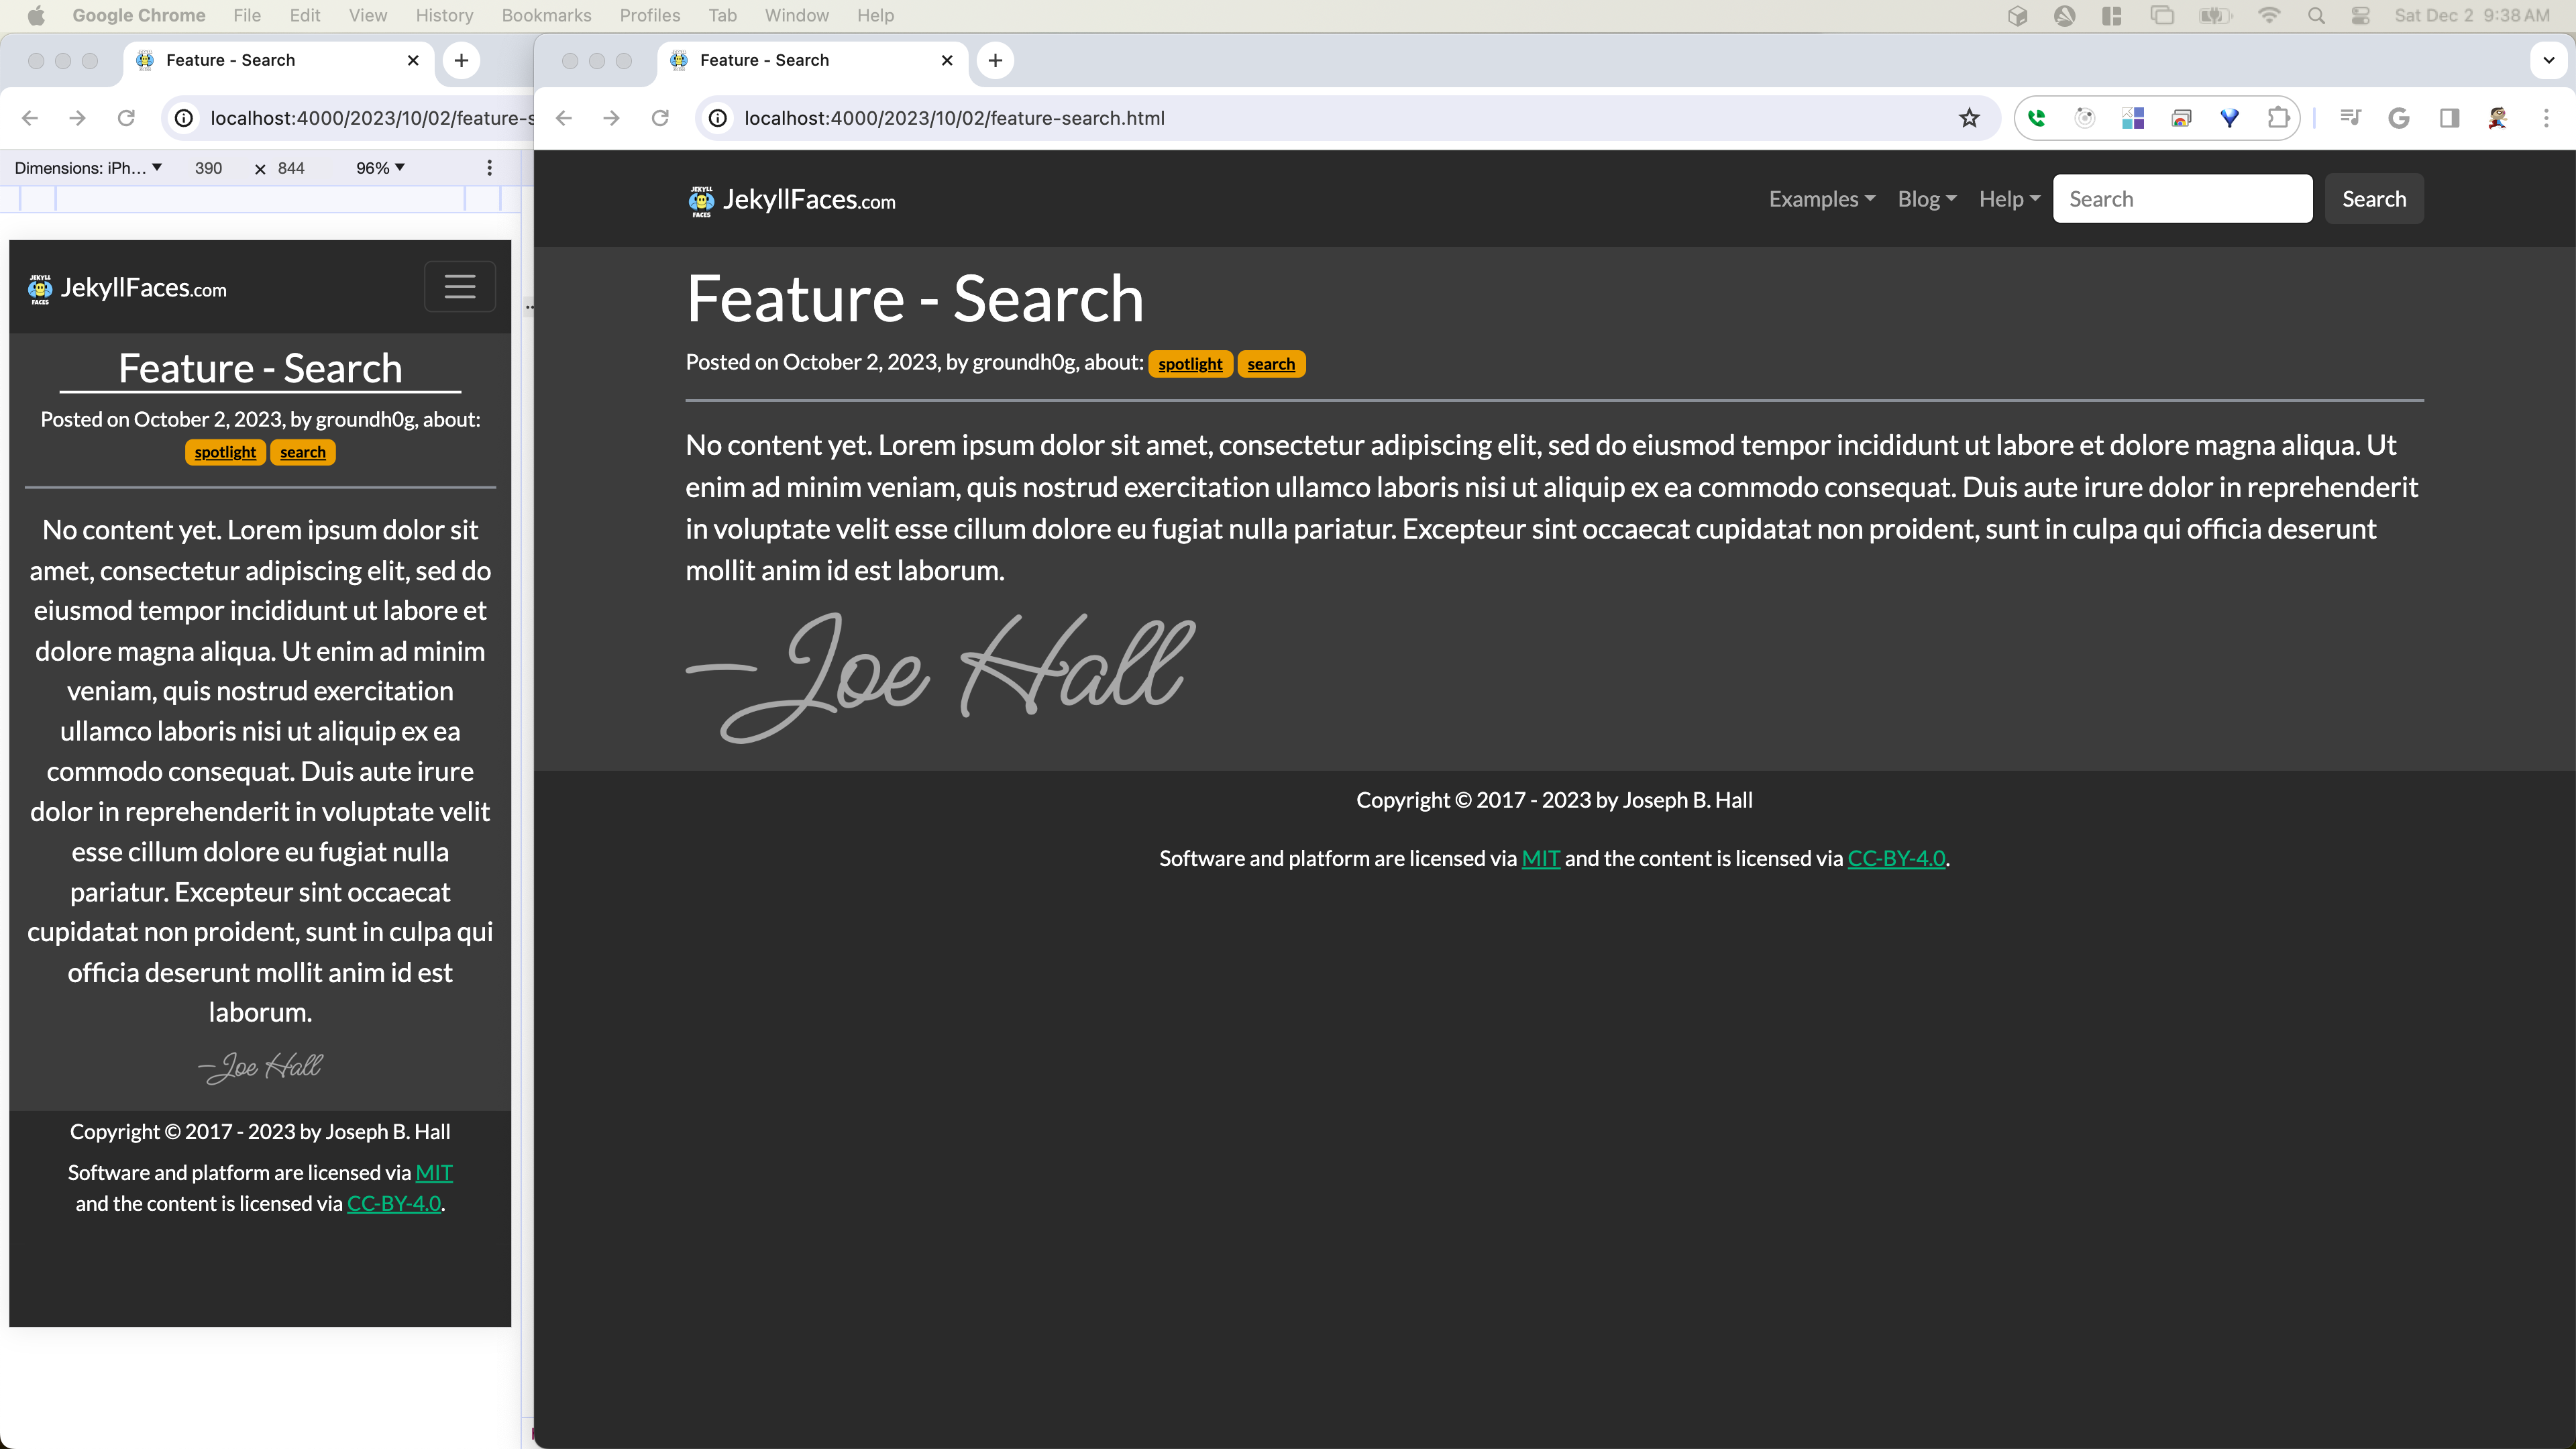 Google Chrome File Edit View History Bookmarks Profiles Tab Window Help Sat Dec 2 9:38 AM
Feature - Search
localhost:4000/2023/10/02/feature-s
Dimensions: iPh... 390 × 844 96%
JEKYLL FACES JekyllFaces.com
Feature - Search
Posted on October 2, 2023, by groundh0g, about:
spotlight search
No content yet. Lorem ipsum dolor sit
amet, consectetur adipiscing elit, sed do
eiusmod tempor incididunt ut labore et
dolore magna aliqua. Ut enim ad minim
veniam, quis nostrud exercitation
ullamco laboris nisi ut aliquip ex ea
commodo consequat. Duis aute irure
dolor in reprehenderit in voluptate velit
esse cillum dolore eu fugiat nulla
pariatur. Excepteur sint occaecat
cupidatat non proident, sunt in culpa qui
officia deserunt mollit anim id est
laborum.
—Joe Hall
Copyright © 2017 - 2023 by Joseph B. Hall
Software and platform are licensed via MIT
and the content is licensed via CC-BY-4.0.
Feature - Search
localhost:4000/2023/10/02/feature-search.html
JEKYLL FACES JekyllFaces.com Examples Blog Help Search Search
Feature - Search
Posted on October 2, 2023, by groundh0g, about: spotlight search
No content yet. Lorem ipsum dolor sit amet, consectetur adipiscing elit, sed do eiusmod tempor incididunt ut labore et dolore magna aliqua. Ut
enim ad minim veniam, quis nostrud exercitation ullamco laboris nisi ut aliquip ex ea commodo consequat. Duis aute irure dolor in reprehenderit
in voluptate velit esse cillum dolore eu fugiat nulla pariatur. Excepteur sint occaecat cupidatat non proident, sunt in culpa qui officia deserunt
mollit anim id est laborum.
—Joe Hall
Copyright © 2017 - 2023 by Joseph B. Hall
Software and platform are licensed via MIT and the content is licensed via CC-BY-4.0.